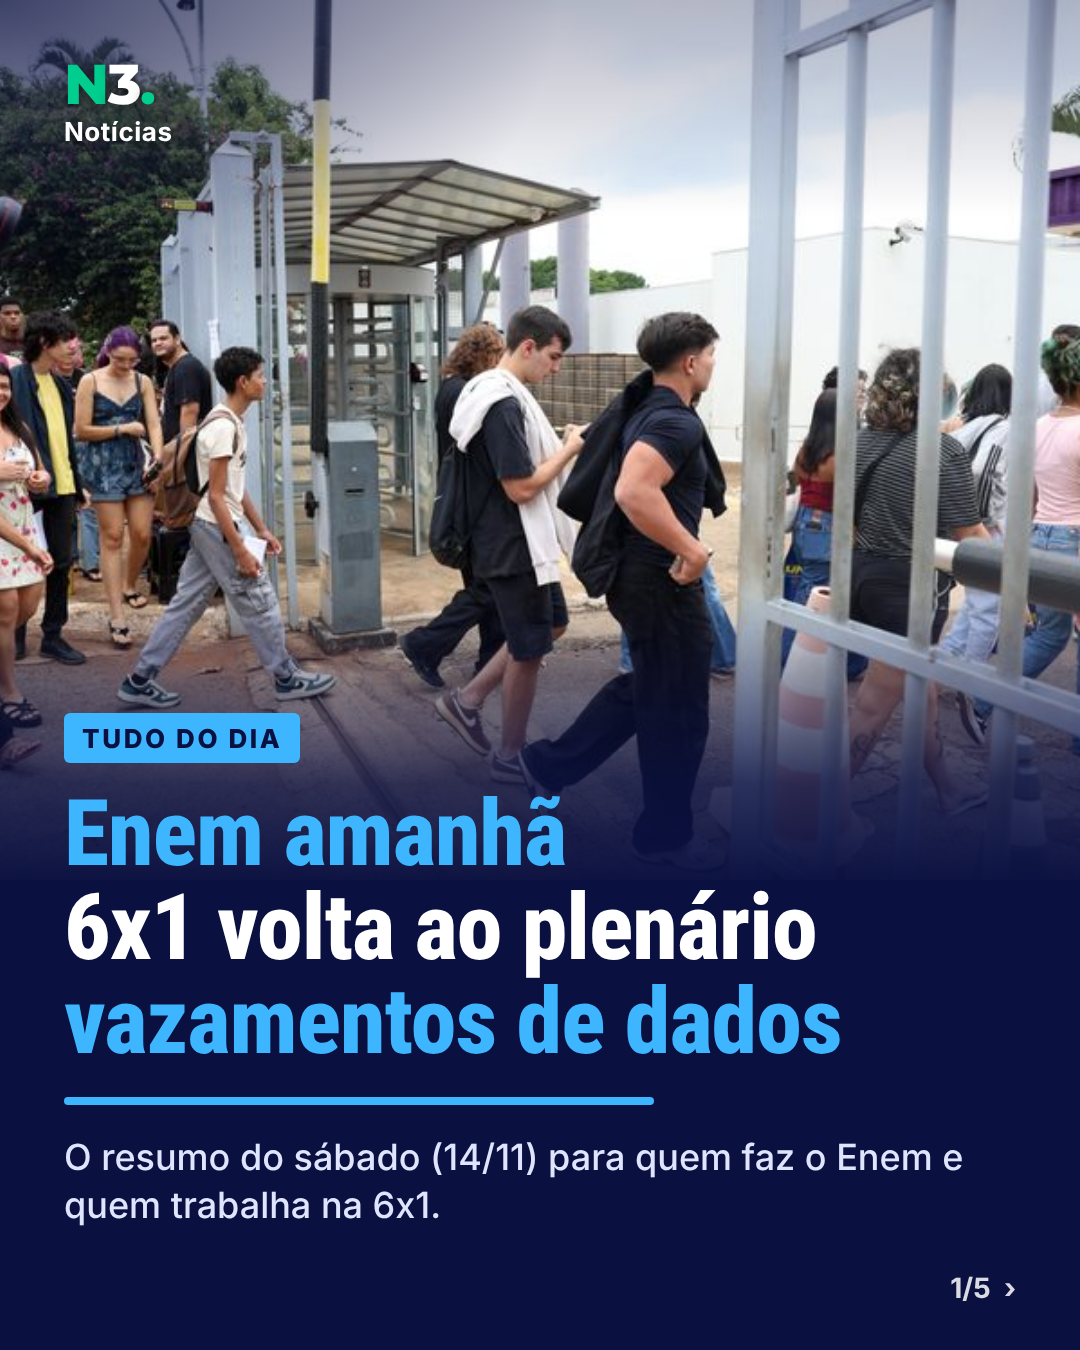 N3.
Notícias
TUDO DO DIA
Enem amanhã
6x1 volta ao plenário
vazamentos de dados
O resumo do sábado (14/11) para quem faz o Enem e
quem trabalha na 6x1.
1/5 ›